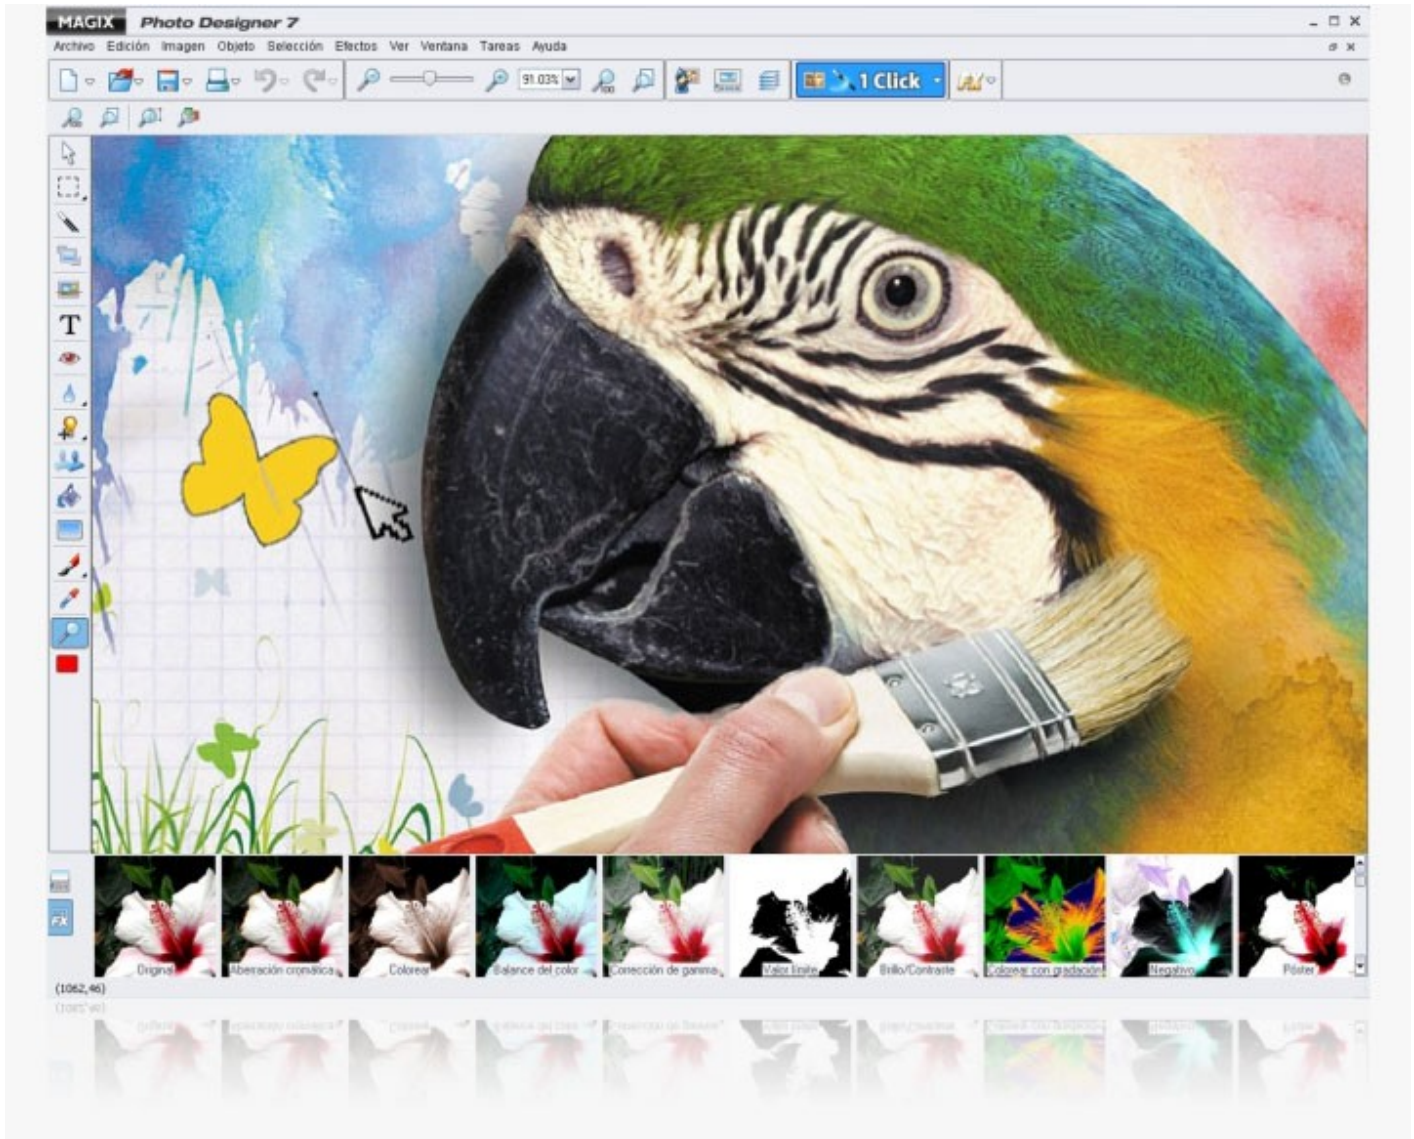 MAGIX Photo Designer 7
Archivo Edición Imagen Objeto Selección Efectos Ver Ventana Tareas Ayuda
91.03% 100 1 Click
T
FX
Original Aberración cromática Colorear Balance del color Corrección de gamma Valor límite Brillo/Contraste Colorear con gradación Negativo Póster
(1062,46)